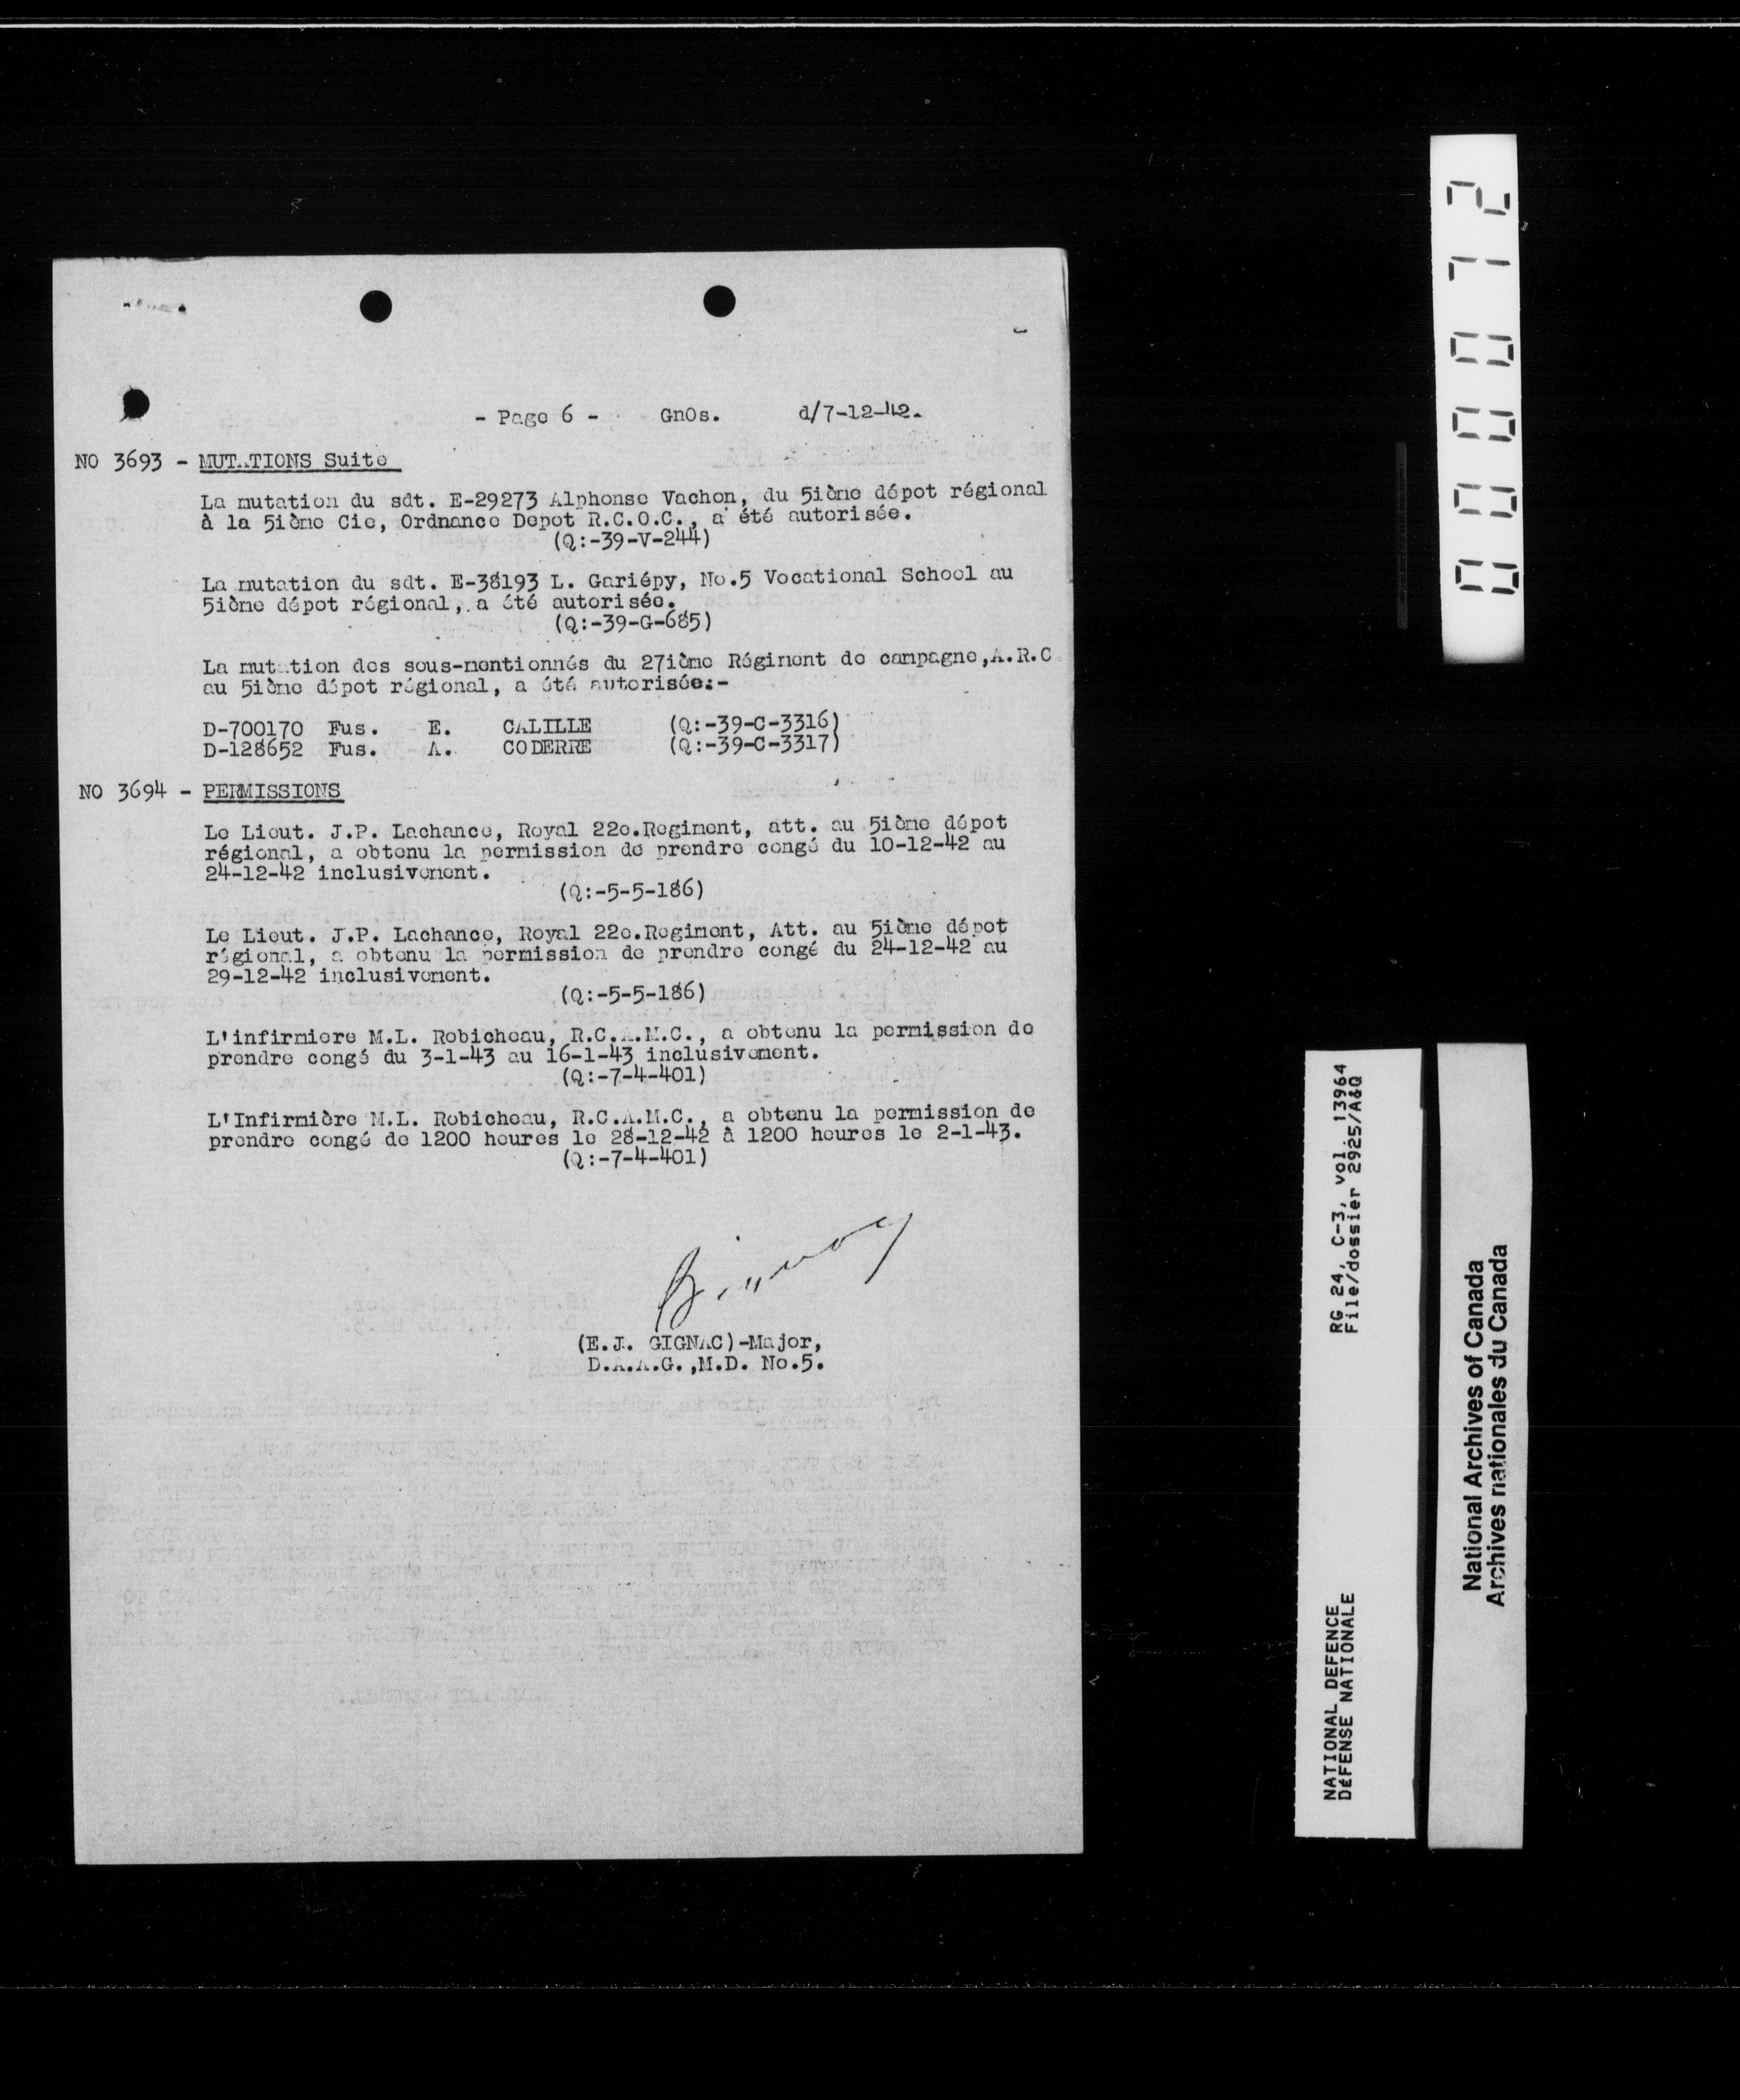 - Page 6 - GnOs. d/7-12-42.
NO 3693 - MUTATIONS Suite
La mutation du sdt. E-29273 Alphonse Vachon, du 5ième dépot régional
à la 5ième Cie, Ordnance Depot R.C.O.C., a été autorisée.
(Q:-39-V-244)
La mutation du sdt. E-38193 L. Gariépy, No.5 Vocational School au
5ième dépot régional, a été autorisée.
(Q:-39-G-685)
La mutation des sous-mentionnés du 27ième Régiment de campagne,A.R.C
au 5ième dépot régional, a été autorisée:-
D-700170 Fus. E. CALILLE (Q:-39-C-3316)
D-128652 Fus. A. CODERRE (Q:-39-C-3317)
NO 3694 - PERMISSIONS
Le Lieut. J.P. Lachance, Royal 22e.Regiment, att. au 5ième dépot
régional, a obtenu la permission de prendre congé du 10-12-42 au
24-12-42 inclusivement.
(Q:-5-5-186)
Le Lieut. J.P. Lachance, Royal 22e.Regiment, Att. au 5ième dépot
régional, a obtenu la permission de prendre congé du 24-12-42 au
29-12-42 inclusivement.
(Q:-5-5-186)
L'infirmiere M.L. Robicheau, R.C.A.M.C., a obtenu la permission de
prendre congé du 3-1-43 au 16-1-43 inclusivement.
(Q:-7-4-401)
L'Infirmière M.L. Robicheau, R.C.A.M.C., a obtenu la permission de
prendre congé de 1200 heures le 28-12-42 à 1200 heures le 2-1-43.
(Q:-7-4-401)
(E.J. GIGNAC)-Major,
D.A.A.G.,M.D. No.5.
000072
RG 24, C-3, vol. 13964
File/dossier 2925/A&Q
NATIONAL DEFENCE
DÉFENSE NATIONALE
National Archives of Canada
Archives nationales du Canada